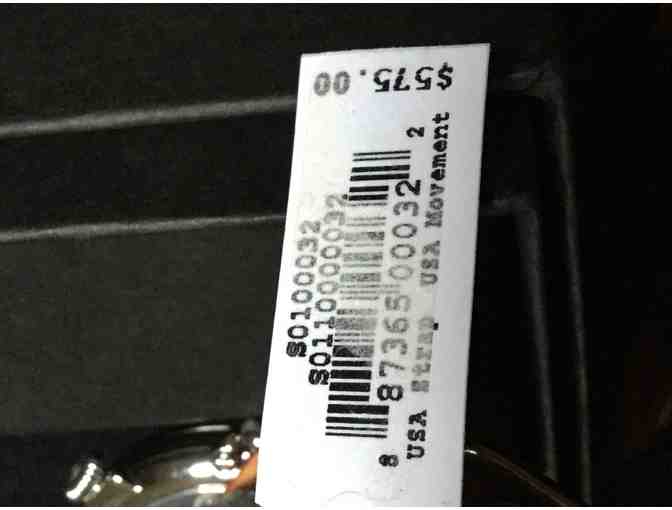 $575.00
S0100032
S0110000032
8 87365 00032 2
USA Strap USA Movement